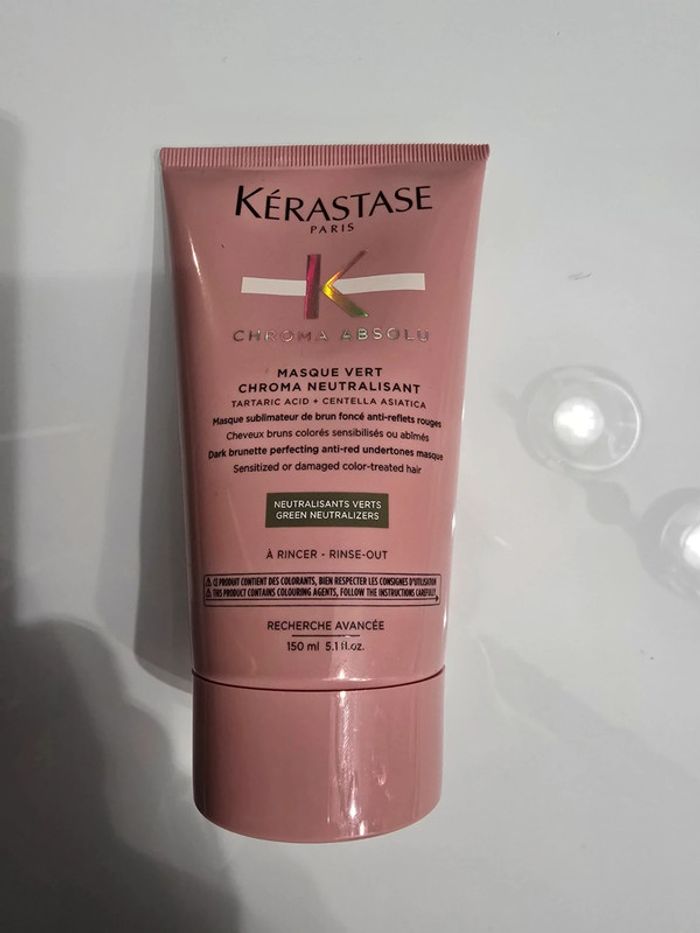 KÉRASTASE
PARIS
K
CHROMA ABSOLU
MASQUE VERT
CHROMA NEUTRALISANT
TARTARIC ACID + CENTELLA ASIATICA
Masque sublimateur de brun foncé anti-reflets rouges
Cheveux bruns colorés sensibilisés ou abîmés
Dark brunette perfecting anti-red undertones masque
Sensitized or damaged color-treated hair
NEUTRALISANTS VERTS
GREEN NEUTRALIZERS
À RINCER - RINSE-OUT
CE PRODUIT CONTIENT DES COLORANTS, BIEN RESPECTER LES CONSIGNES D'UTILISATION
THIS PRODUCT CONTAINS COLOURING AGENTS, FOLLOW THE INSTRUCTIONS CAREFULLY
RECHERCHE AVANCÉE
150 ml 5.1 fl.oz.